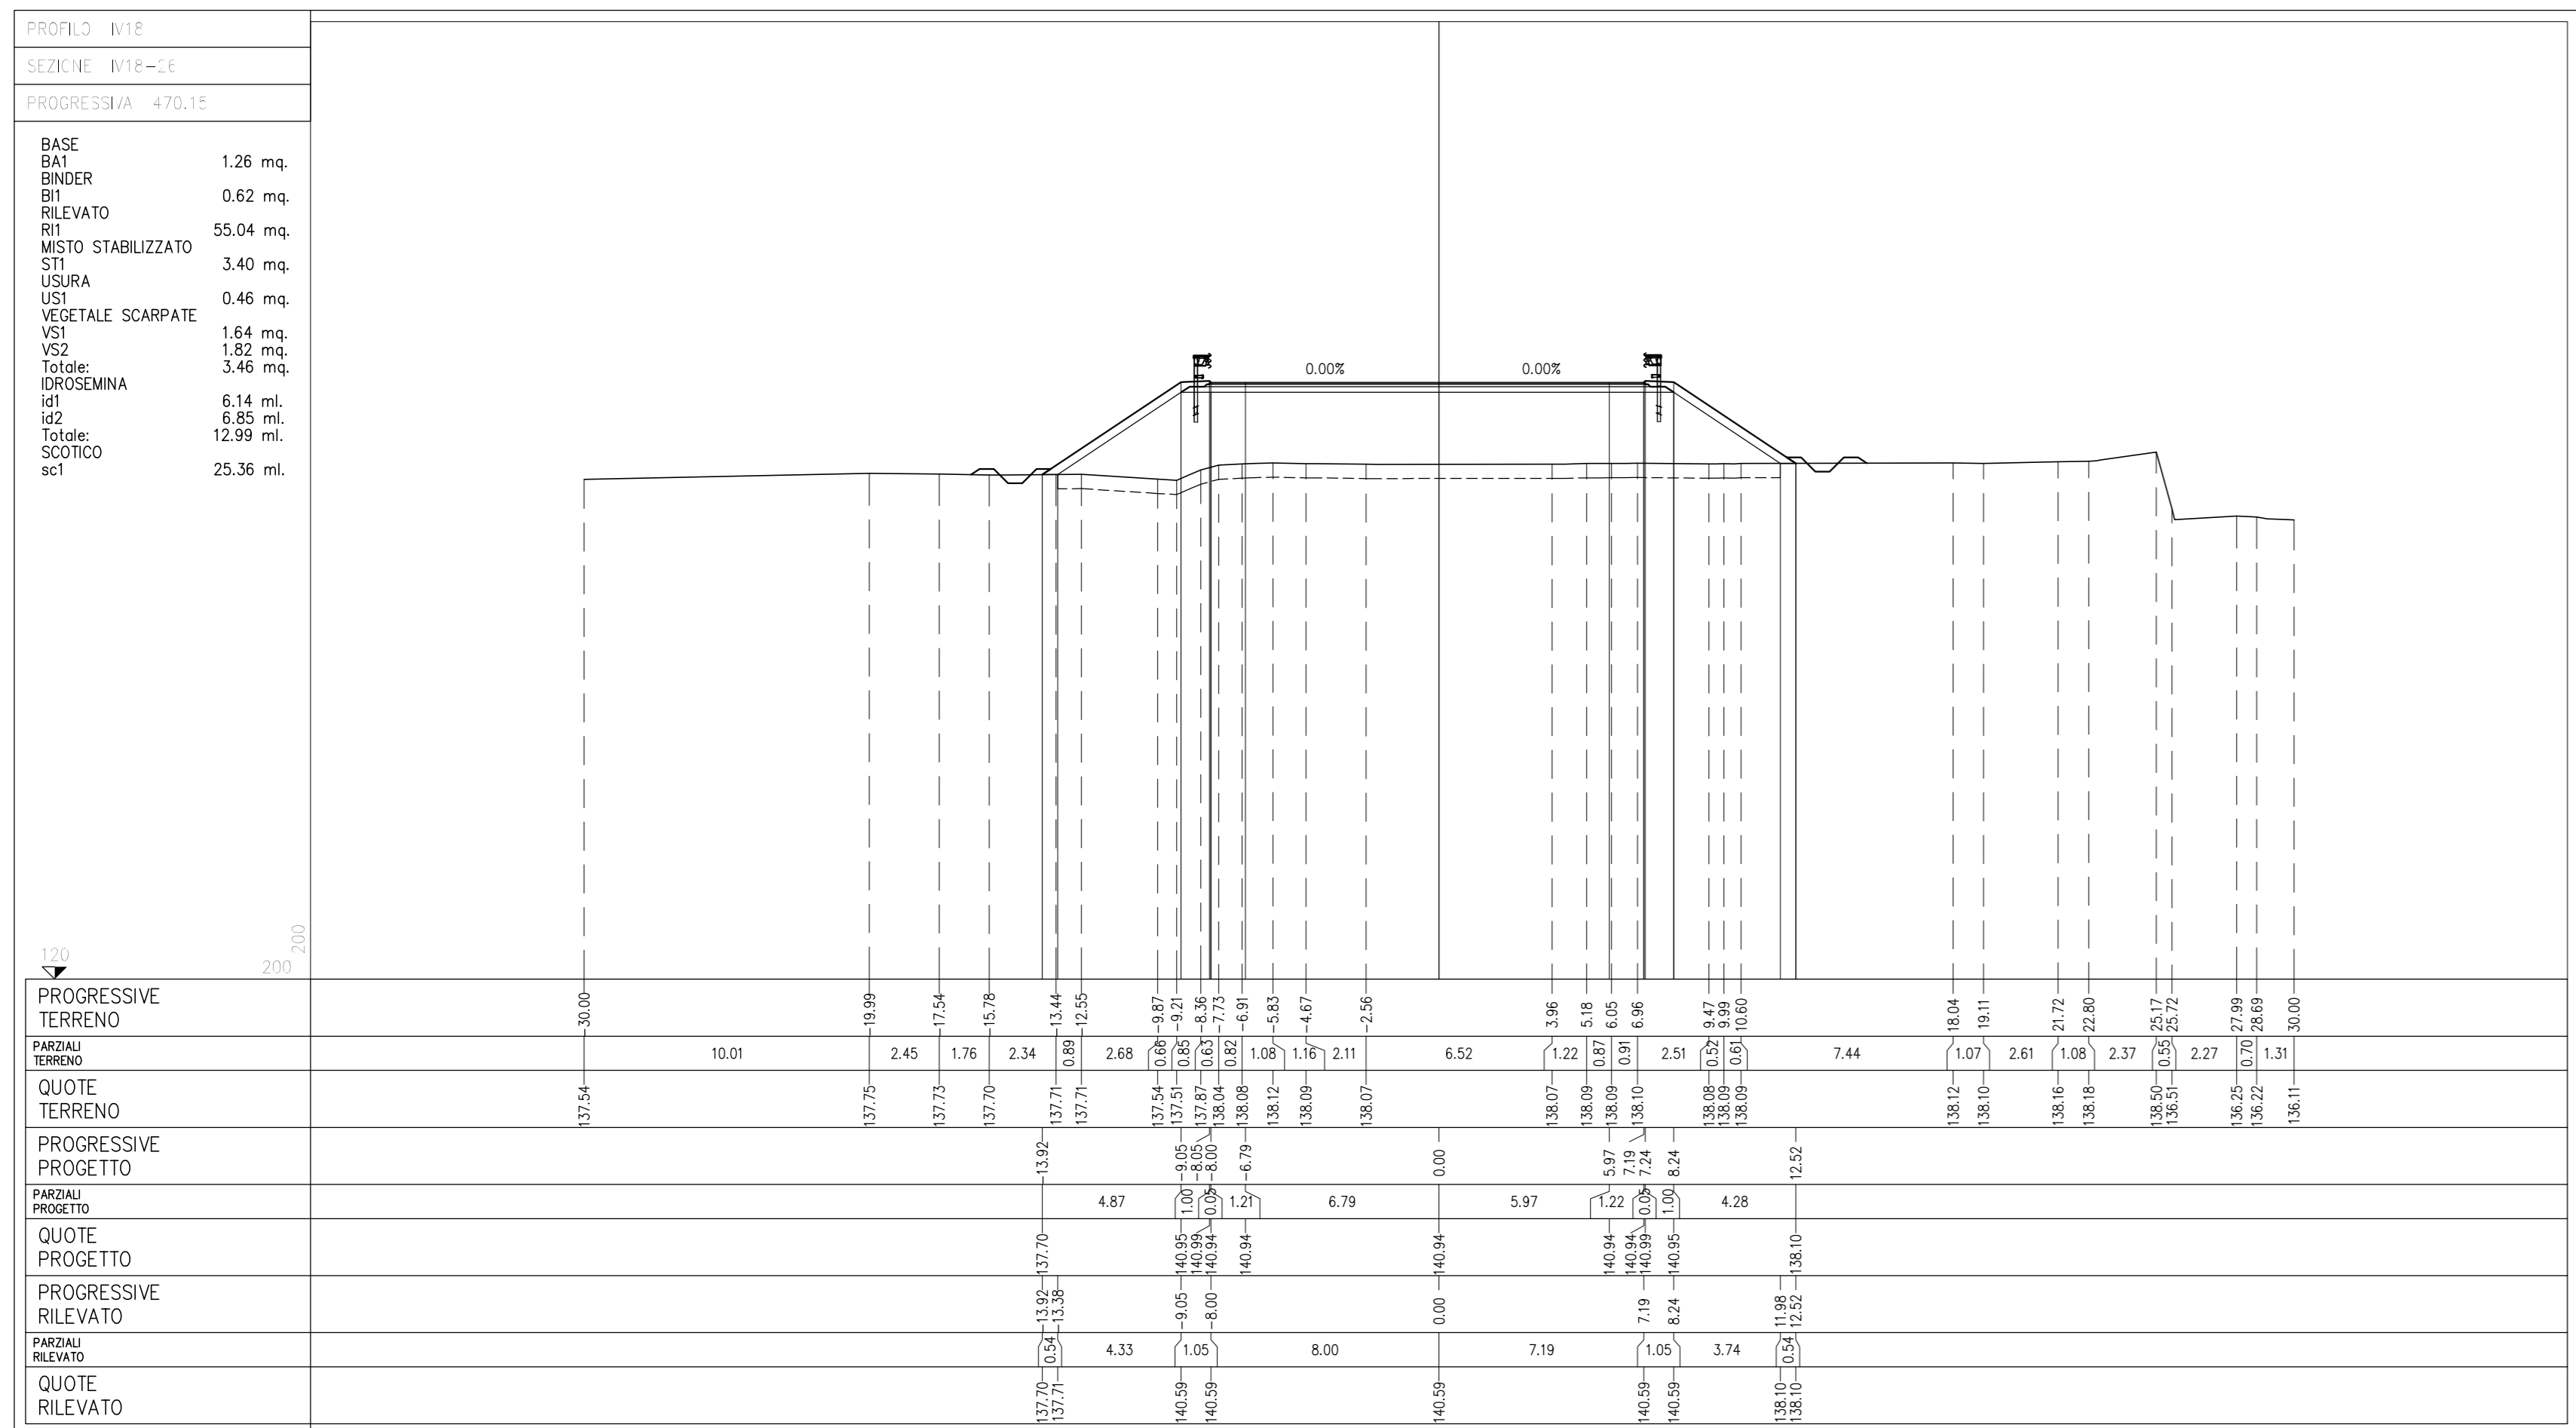 PROFILO IV18
SEZIONE IV18-26
PROGRESSIVA 470.15
BASE
BA1 1.26 mq.
BINDER
BI1 0.62 mq.
RILEVATO
RI1 55.04 mq.
MISTO STABILIZZATO
ST1 3.40 mq.
USURA
US1 0.46 mq.
VEGETALE SCARPATE
VS1 1.64 mq.
VS2 1.82 mq.
Totale: 3.46 mq.
IDROSEMINA
id1 6.14 ml.
id2 6.85 ml.
Totale: 12.99 ml.
SCOTICO
sc1 25.36 ml.
0.00% 0.00%
120 200 200
PROGRESSIVE TERRENO
-30.00 -19.99 -17.54 -15.78 -13.44 -12.55 -9.87 -9.21 -8.36 -7.73 -6.91 -5.83 -4.67 -2.56 3.96 5.18 6.05 6.96 9.47 9.99 10.60 18.04 19.11 21.72 22.80 25.17 25.72 27.99 28.69 30.00
PARZIALI TERRENO
10.01 2.45 1.76 2.34 0.89 2.68 0.66 0.85 0.63 0.82 1.08 1.16 2.11 6.52 1.22 0.87 0.91 2.51 0.52 0.61 7.44 1.07 2.61 1.08 2.37 0.55 2.27 0.70 1.31
QUOTE TERRENO
137.54 137.75 137.73 137.70 137.71 137.71 137.54 137.51 137.87 138.04 138.08 138.12 138.09 138.07 138.07 138.09 138.09 138.10 138.08 138.09 138.09 138.12 138.10 138.16 138.18 138.50 136.51 136.25 136.22 136.11
PROGRESSIVE PROGETTO
-13.92 -9.05 -8.05 -8.00 -6.79 0.00 5.97 7.19 7.24 8.24 12.52
PARZIALI PROGETTO
4.87 1.00 0.05 1.21 6.79 5.97 1.22 0.05 1.00 4.28
QUOTE PROGETTO
137.70 140.95 140.99 140.94 140.94 140.94 140.94 140.94 140.99 140.95 138.10
PROGRESSIVE RILEVATO
-13.92 -13.38 -9.05 -8.00 0.00 7.19 8.24 11.98 12.52
PARZIALI RILEVATO
0.54 4.33 1.05 8.00 7.19 1.05 3.74 0.54
QUOTE RILEVATO
137.70 137.71 140.59 140.59 140.59 140.59 140.59 138.10 138.10